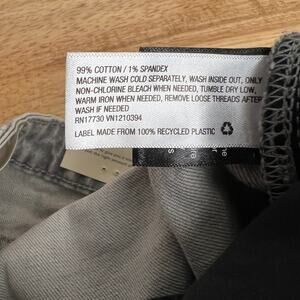 99% COTTON / 1% SPANDEX
MACHINE WASH COLD SEPARATELY, WASH INSIDE OUT, ONLY
NON-CHLORINE BLEACH WHEN NEEDED, TUMBLE DRY LOW,
WARM IRON WHEN NEEDED, REMOVE LOOSE THREADS AFTER
WASH IF NEEDED
RN17730 VN1210394
LABEL MADE FROM 100% RECYCLED PLASTIC